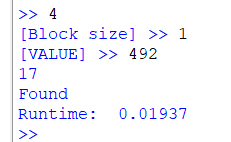 >> 4
[Block size] >> 1
[VALUE] >> 492
17
Found
Runtime:  0.01937
>>